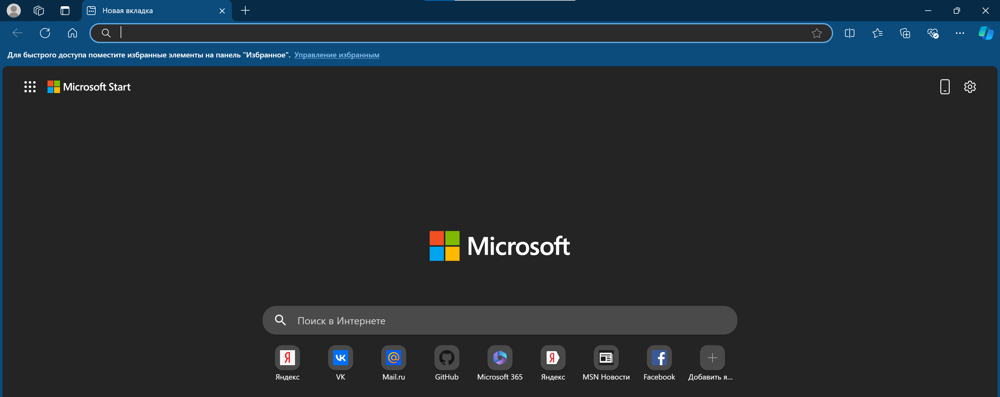 Новая вкладка
Для быстрого доступа поместите избранные элементы на панель "Избранное". Управление избранным
Microsoft Start
Microsoft
Поиск в Интернете
Яндекс
VK
Mail.ru
GitHub
Microsoft 365
Яндекс
MSN Новости
Facebook
Добавить я...